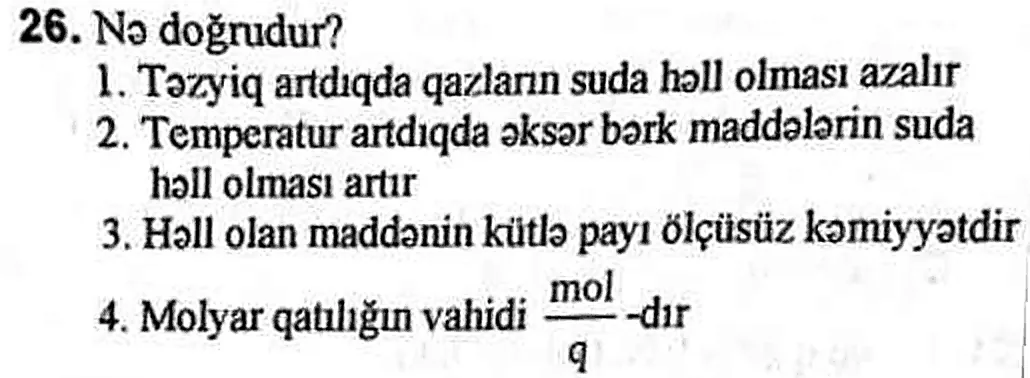 26. Nə doğrudur?
1. Təzyiq artdıqda qazların suda həll olması azalır
2. Temperatur artdıqda əksər bərk maddələrin suda
həll olması artır
3. Həll olan maddənin kütlə payı ölçüsüz kəmiyyətdir
4. Molyar qatılığın vahidi mol/q -dır